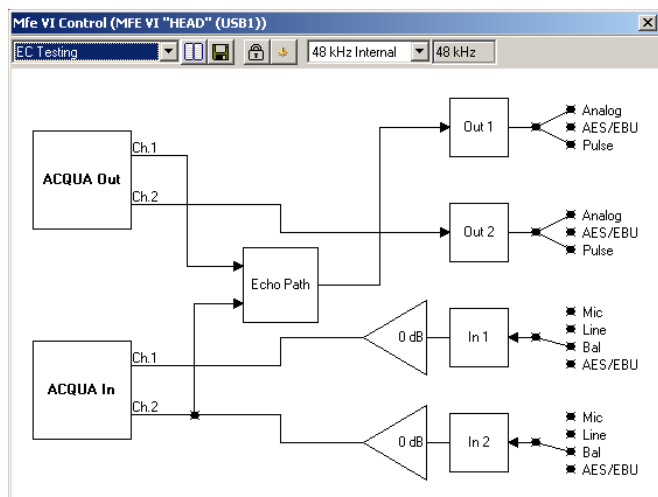 Mfe VI Control (MFE VI "HEAD" (USB1))
EC Testing
48 kHz Internal
48 kHz
ACQUA Out
Ch.1
Ch.2
Echo Path
Out 1
Analog
AES/EBU
Pulse
Out 2
Analog
AES/EBU
Pulse
ACQUA In
Ch.1
Ch.2
0 dB
In 1
Mic
Line
Bal
AES/EBU
0 dB
In 2
Mic
Line
Bal
AES/EBU